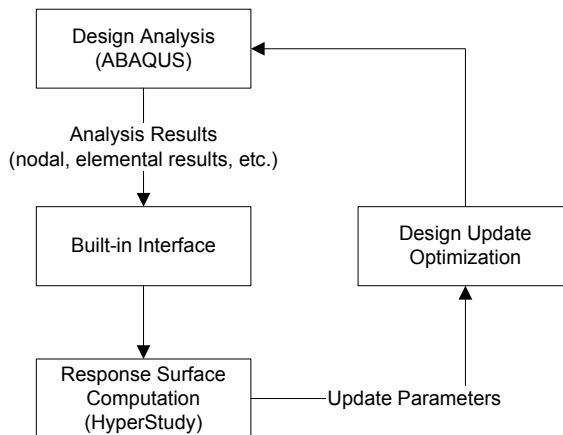 Design Analysis
(ABAQUS)
Analysis Results
(nodal, elemental results, etc.)
Built-in Interface
Design Update
Optimization
Response Surface
Computation
(HyperStudy)
Update Parameters